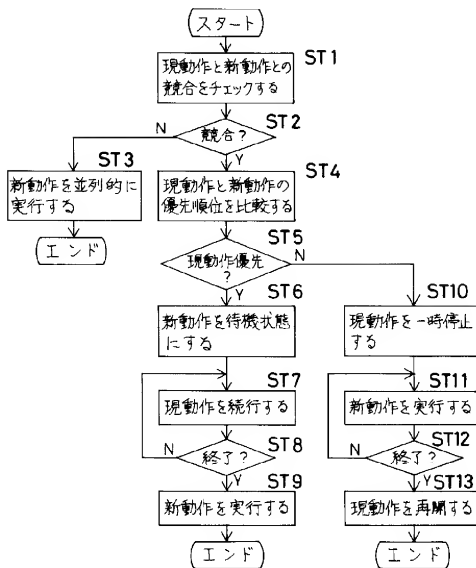 スタート
ST1
現動作と新動作との
競合をチェックする
ST2
競合?
N
Y
ST3
新動作を並列的に
実行する
エンド
ST4
現動作と新動作の
優先順位を比較する
ST5
現動作優先
?
N
Y
ST6
新動作を待機状態
にする
ST7
現動作を続行する
ST8
終了?
N
Y
ST9
新動作を実行する
エンド
ST10
現動作を一時停止
する
ST11
新動作を実行する
ST12
終了?
N
Y
ST13
現動作を再開する
エンド